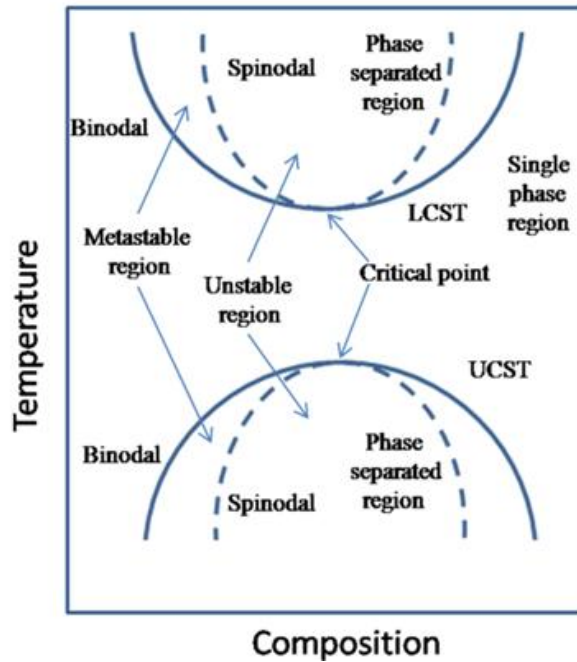 Phase
separated
region
Spinodal
Binodal
Single
phase
region
LCST
Metastable
region
Unstable
region
Critical point
UCST
Binodal
Phase
separated
region
Spinodal
Temperature
Composition